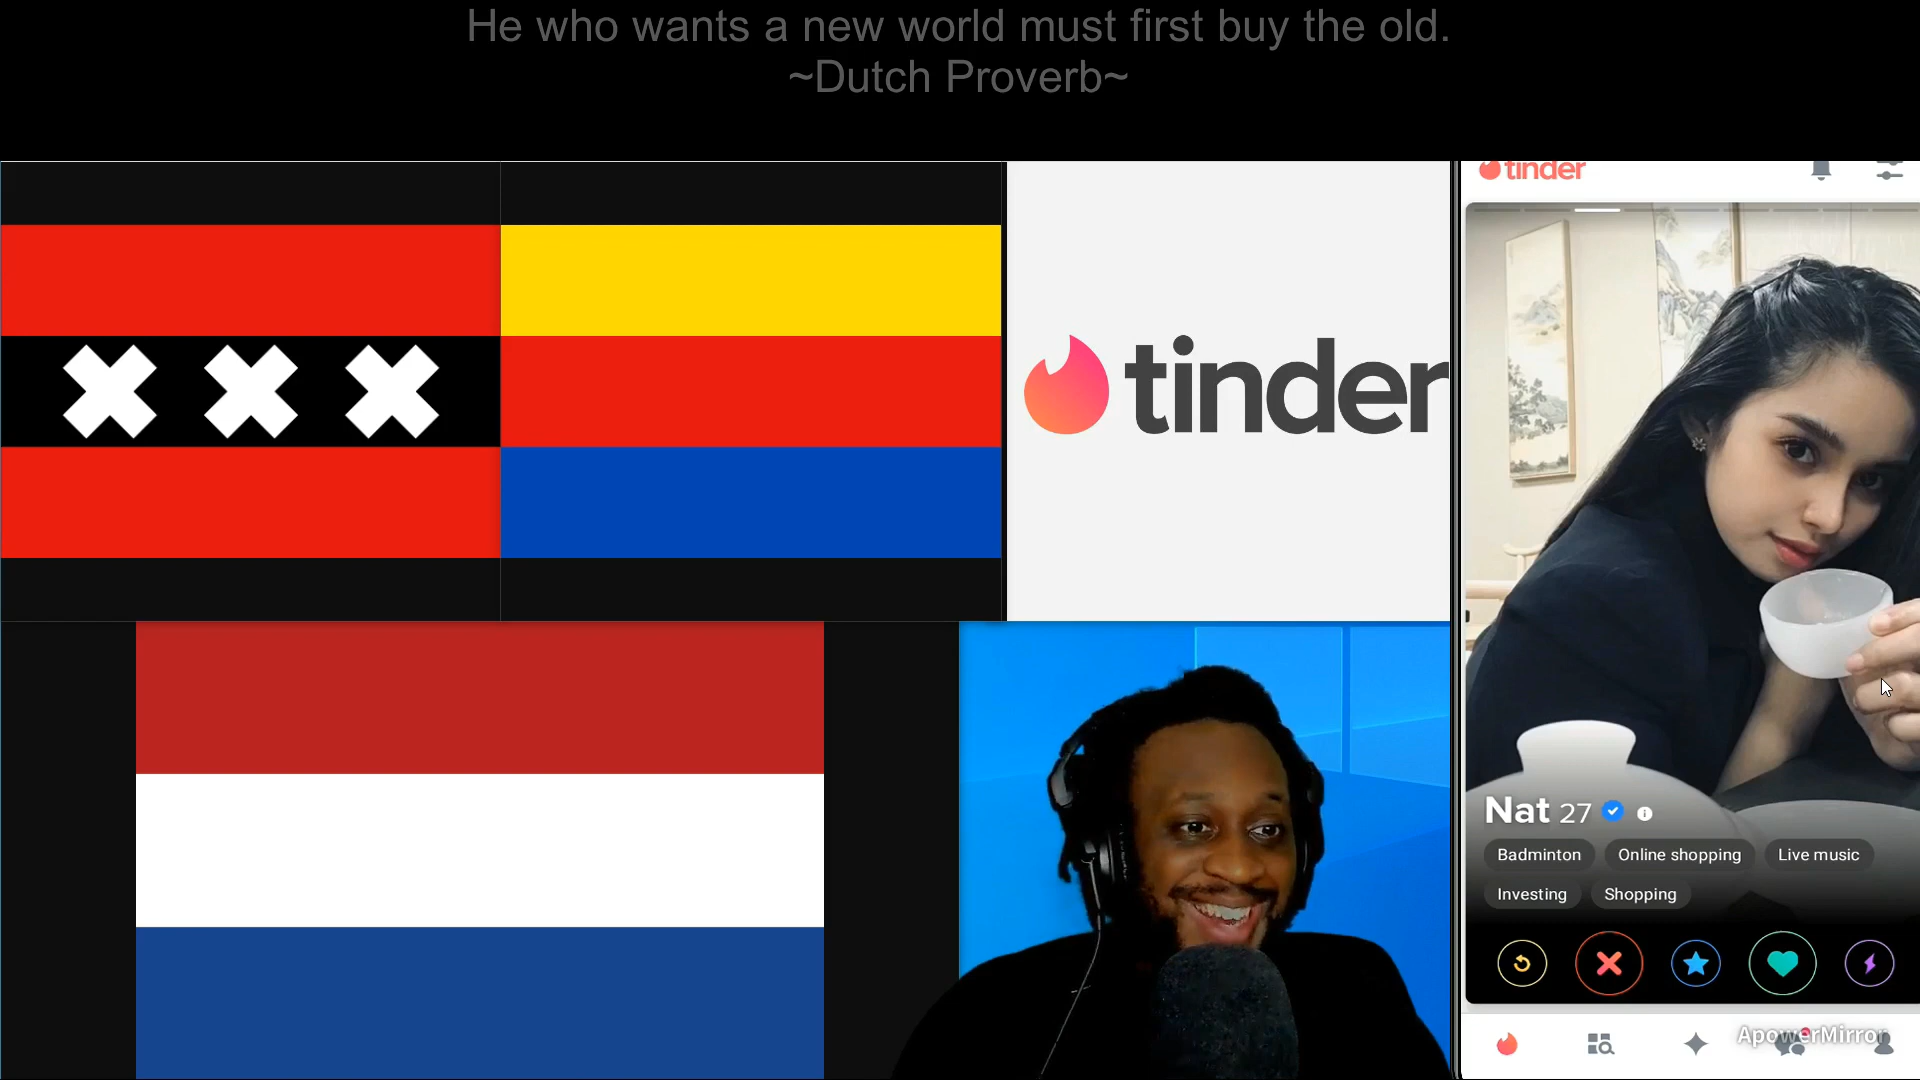 He who wants a new world must first buy the old.
~Dutch Proverb~
tinder
tinder
Nat 27
Badminton
Online shopping
Live music
Investing
Shopping
ApowerMirror